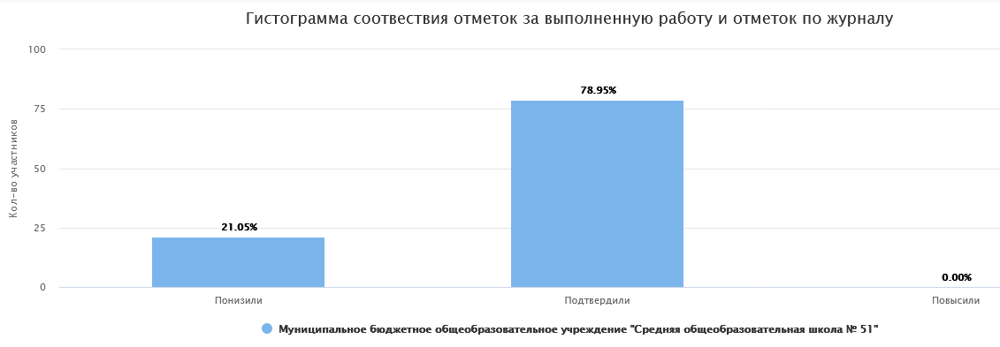 Гистограмма соотвествия отметок за выполненную работу и отметок по журналу
100
75
50
25
0
Кол-во участников
21.05%
78.95%
0.00%
Понизили
Подтвердили
Повысили
Муниципальное бюджетное общеобразовательное учреждение "Средняя общеобразовательная школа № 51"